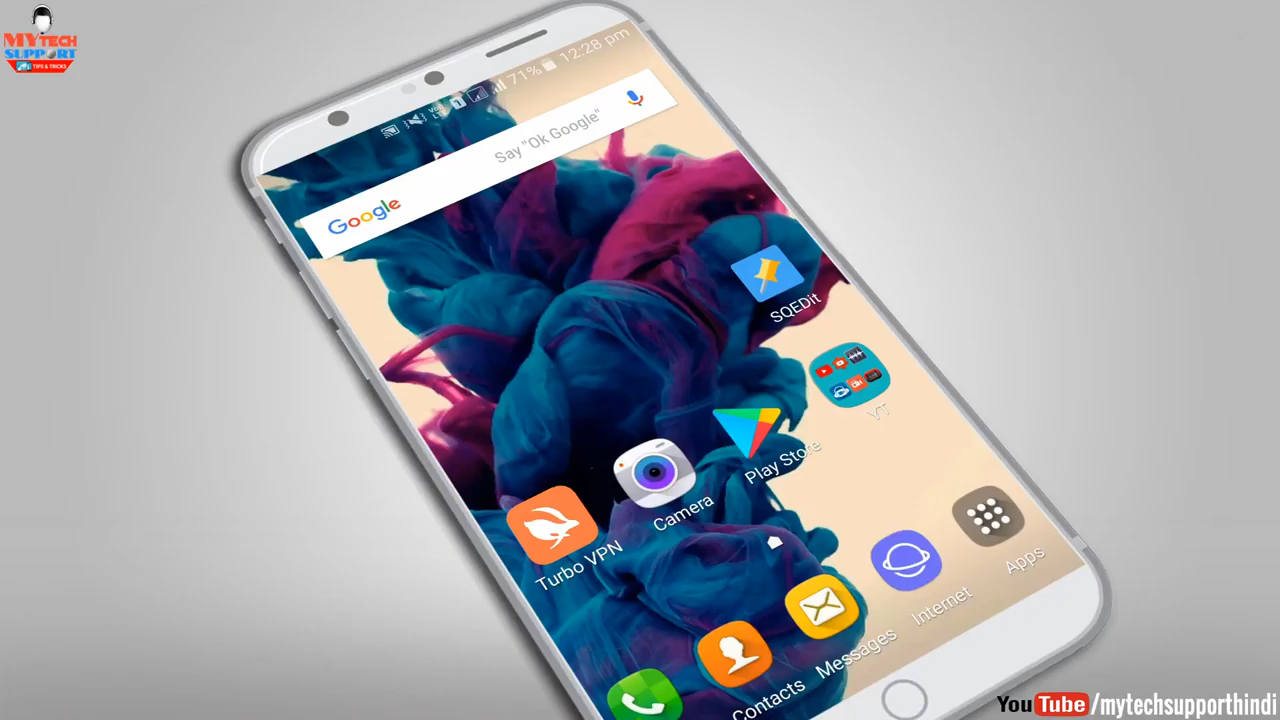 MYTECH
SUPPORT
TIPS & TRICKS
71% 12:28 pm
Google Say "Ok Google"
SQEDit
YT
Play Store
Camera
Turbo VPN
Apps
Internet
Messages
Contacts
YouTube/mytechsupporthindi